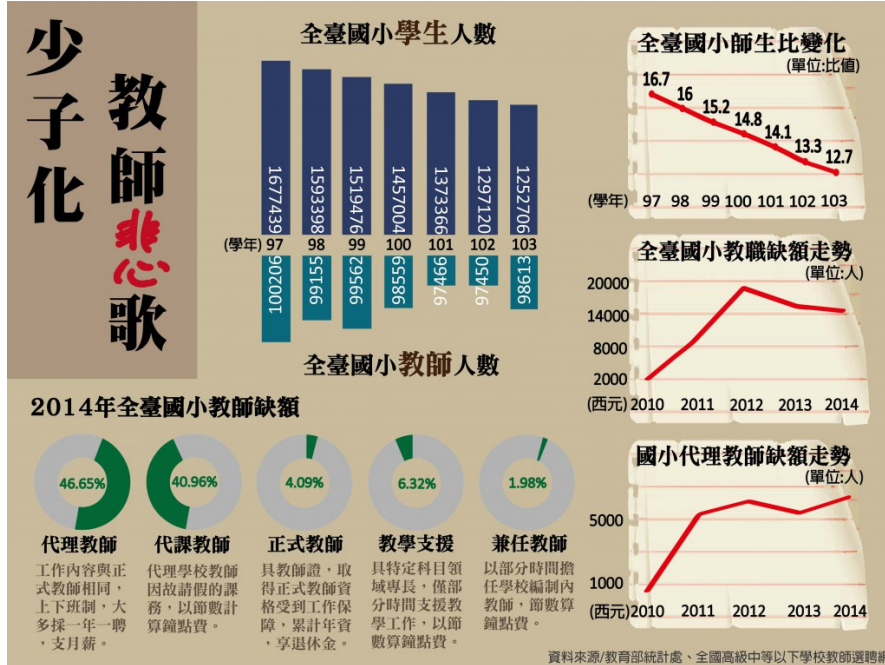 少子化
教師悲歌
全臺國小學生人數
1677439
1593398
1519476
1457004
1373366
1297120
1252706
(學年) 97 98 99 100 101 102 103
100206
99155
99562
98559
97466
97450
98613
全臺國小教師人數
全臺國小師生比變化
(單位:比值)
16.7
16
15.2
14.8
14.1
13.3
12.7
(學年) 97 98 99 100 101 102 103
全臺國小教職缺額走勢
(單位:人)
20000
14000
8000
2000
(西元) 2010 2011 2012 2013 2014
國小代理教師缺額走勢
(單位:人)
5000
1000
(西元) 2010 2011 2012 2013 2014
2014年全臺國小教師缺額
46.65%
代理教師
工作內容與正
式教師相同，
上下班制，大
多採一年一聘
，支月薪。
40.96%
代課教師
代理學校教師
因故請假的課
務，以節數計
算鐘點費。
4.09%
正式教師
具教師證，取
得正式教師資
格受到工作保
障，累計年資
，享退休金。
6.32%
教學支援
具特定科目領
域專長，僅部
分時間支援教
學工作，以節
數算鐘點費。
1.98%
兼任教師
以部分時間擔
任學校編制內
教師，節數算
鐘點費。
資料來源/教育部統計處、全國高級中等以下學校教師選聘